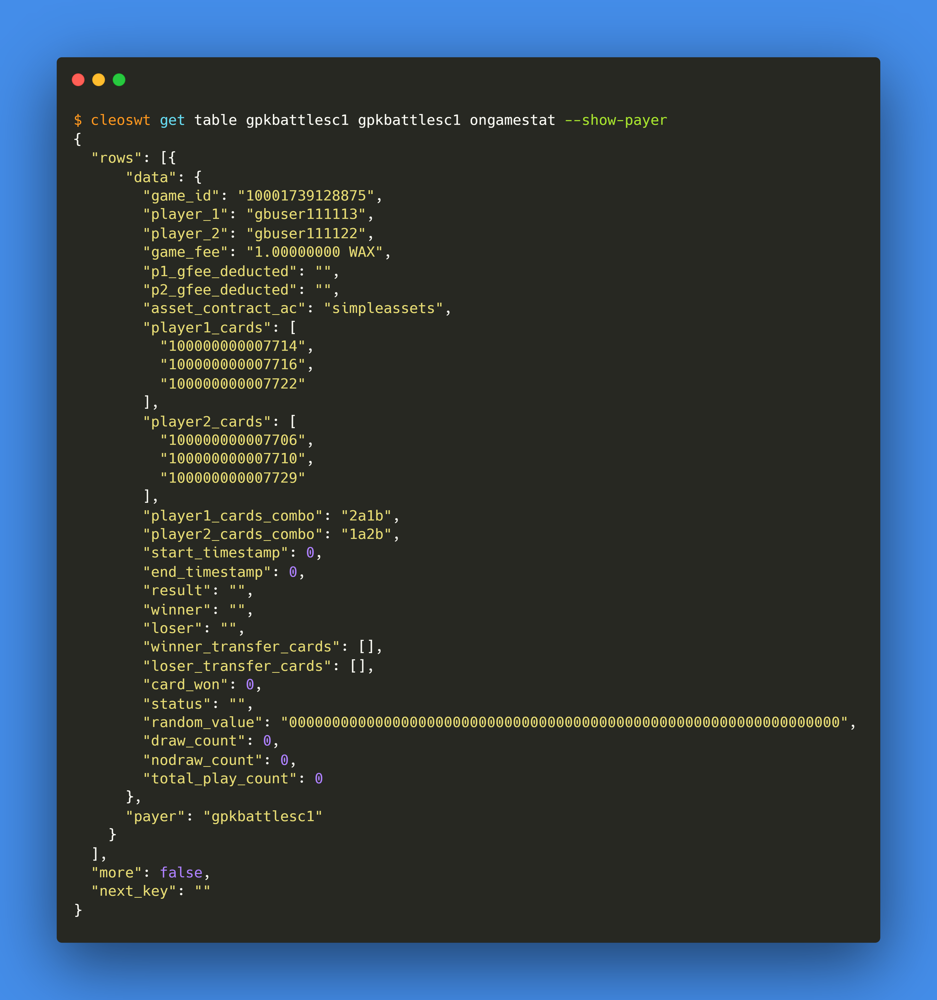 $ cleoswt get table gpkbattlesc1 gpkbattlesc1 ongamestat --show-payer
{
  "rows": [{
      "data": {
        "game_id": "10001739128875",
        "player_1": "gbuser111113",
        "player_2": "gbuser111122",
        "game_fee": "1.00000000 WAX",
        "p1_gfee_deducted": "",
        "p2_gfee_deducted": "",
        "asset_contract_ac": "simpleassets",
        "player1_cards": [
          "100000000007714",
          "100000000007716",
          "100000000007722"
        ],
        "player2_cards": [
          "100000000007706",
          "100000000007710",
          "100000000007729"
        ],
        "player1_cards_combo": "2a1b",
        "player2_cards_combo": "1a2b",
        "start_timestamp": 0,
        "end_timestamp": 0,
        "result": "",
        "winner": "",
        "loser": "",
        "winner_transfer_cards": [],
        "loser_transfer_cards": [],
        "card_won": 0,
        "status": "",
        "random_value": "0000000000000000000000000000000000000000000000000000000000000000",
        "draw_count": 0,
        "nodraw_count": 0,
        "total_play_count": 0
      },
      "payer": "gpkbattlesc1"
    }
  ],
  "more": false,
  "next_key": ""
}